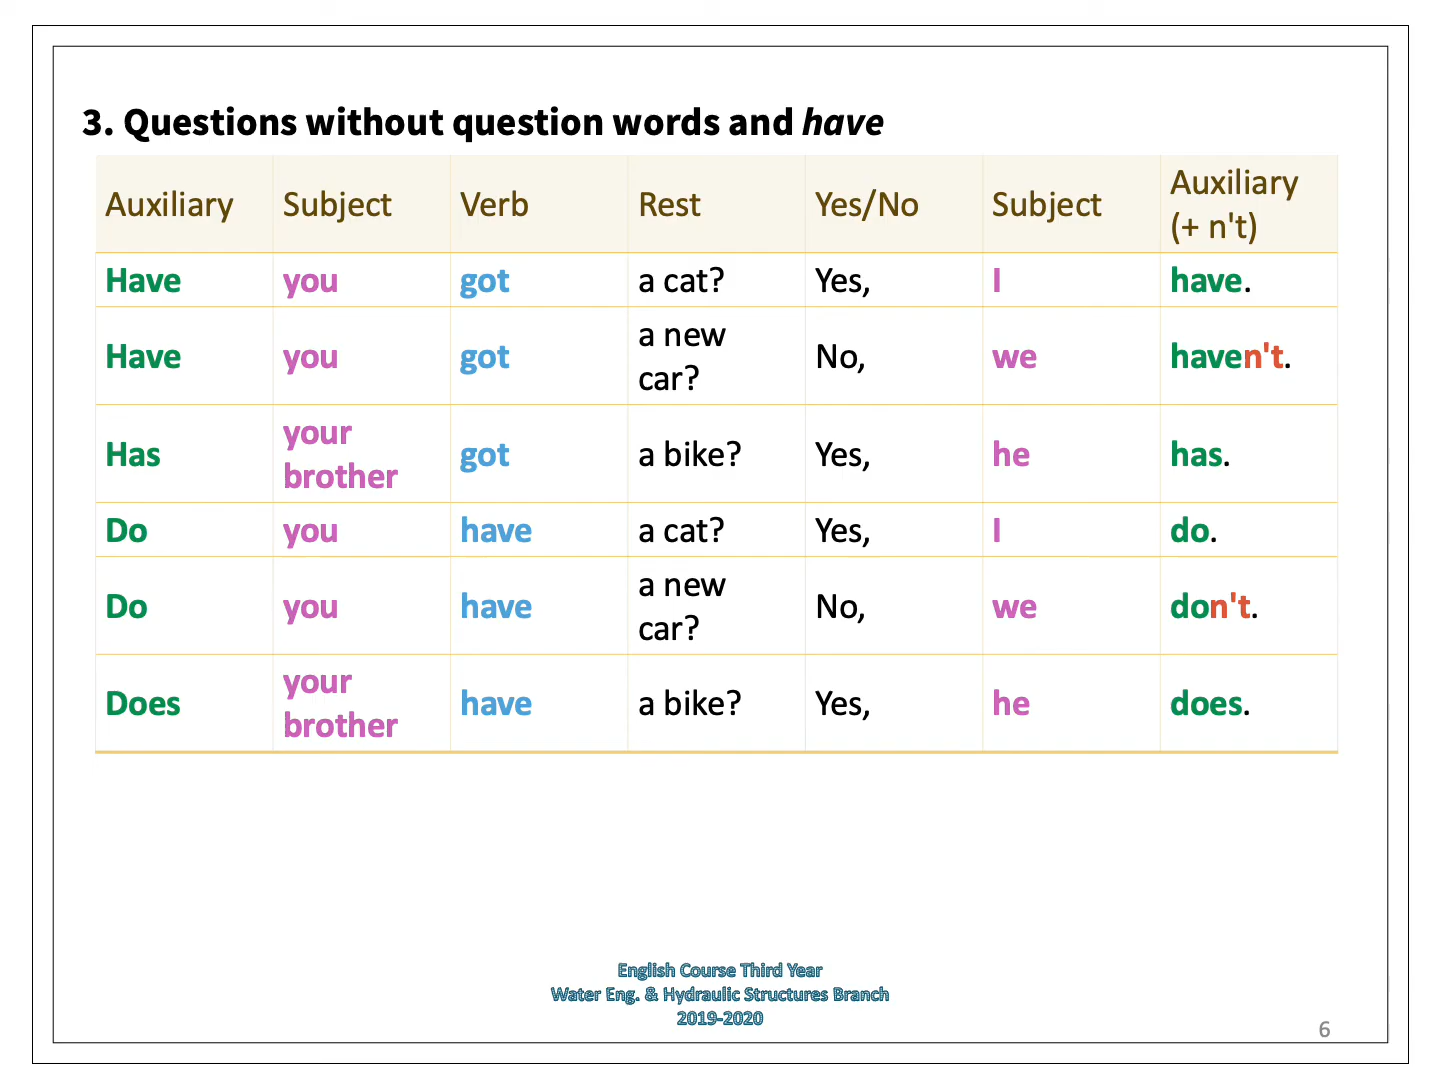 3. Questions without question words and have
Auxiliary Subject Verb Rest Yes/No Subject Auxiliary (+ n't)
Have you got a cat? Yes, I have.
Have you got a new car? No, we haven't.
Has your brother got a bike? Yes, he has.
Do you have a cat? Yes, I do.
Do you have a new car? No, we don't.
Does your brother have a bike? Yes, he does.
English Course Third Year
Water Eng. & Hydraulic Structures Branch
2019-2020
6